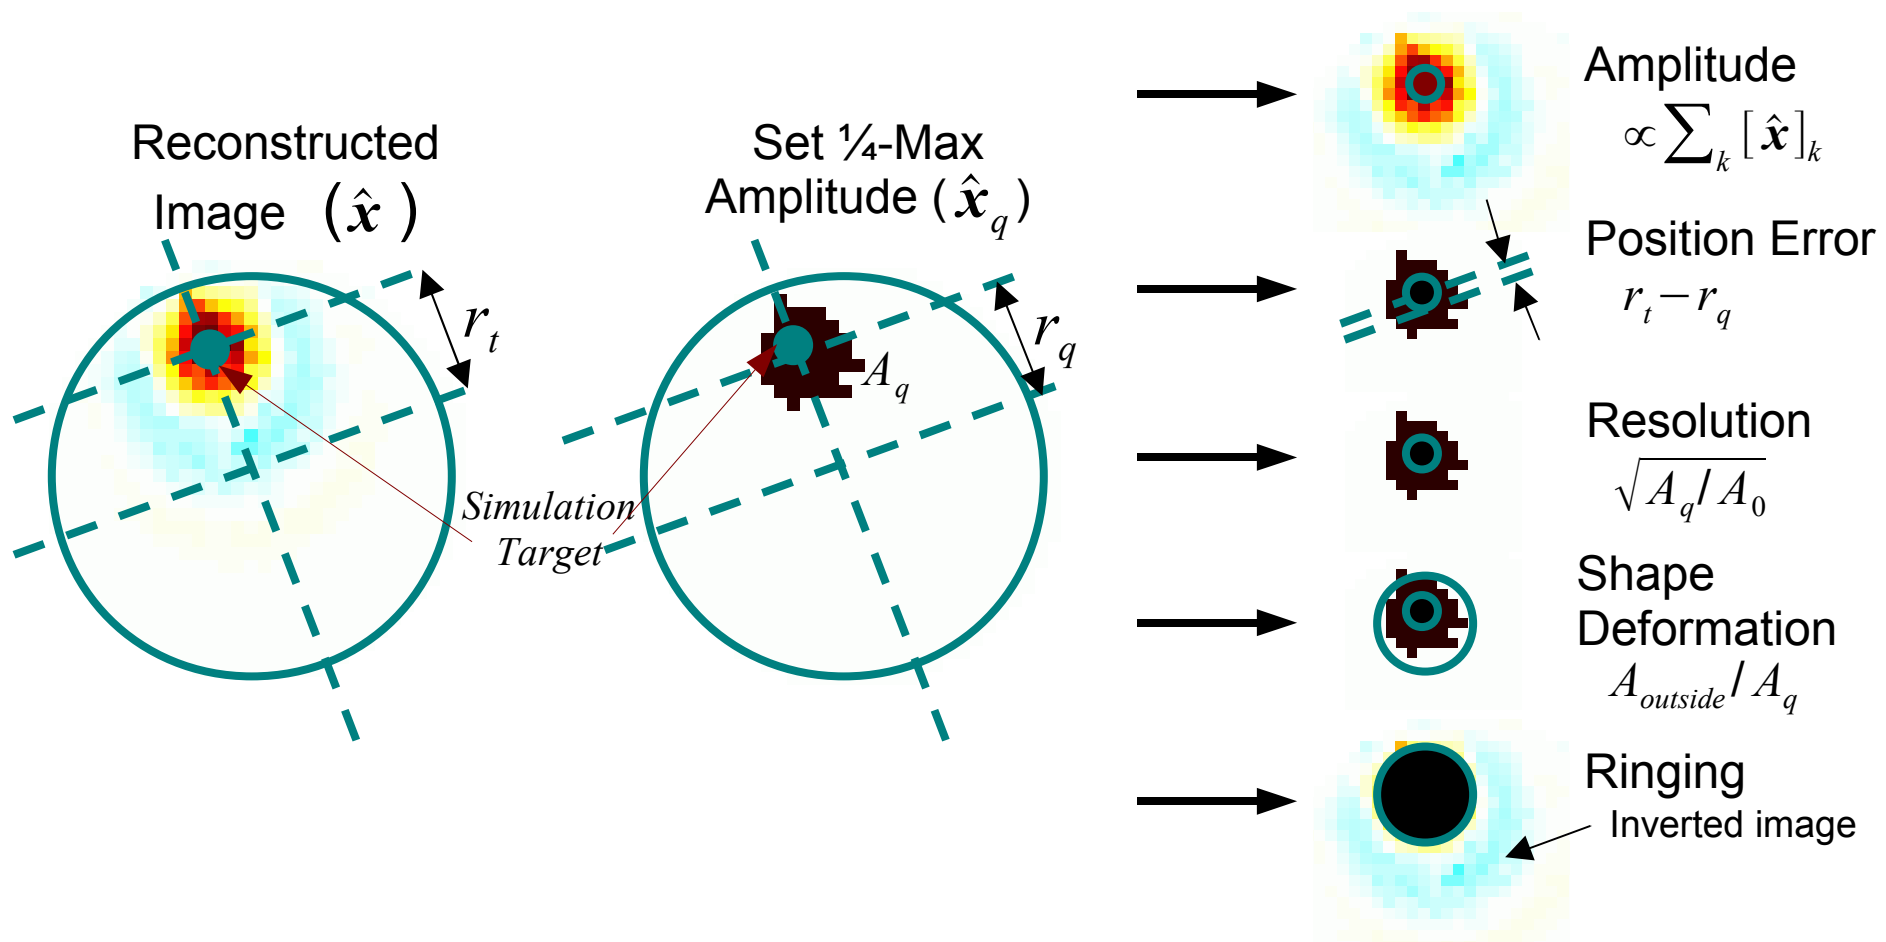 Reconstructed
Image (x̂)
r_t
Set ¼-Max
Amplitude (x̂_q)
r_q
A_q
Simulation
Target
Amplitude
∝∑_k [x̂]_k
Position Error
r_t − r_q
Resolution
√(A_q / A_0)
Shape
Deformation
A_outside / A_q
Ringing
Inverted image